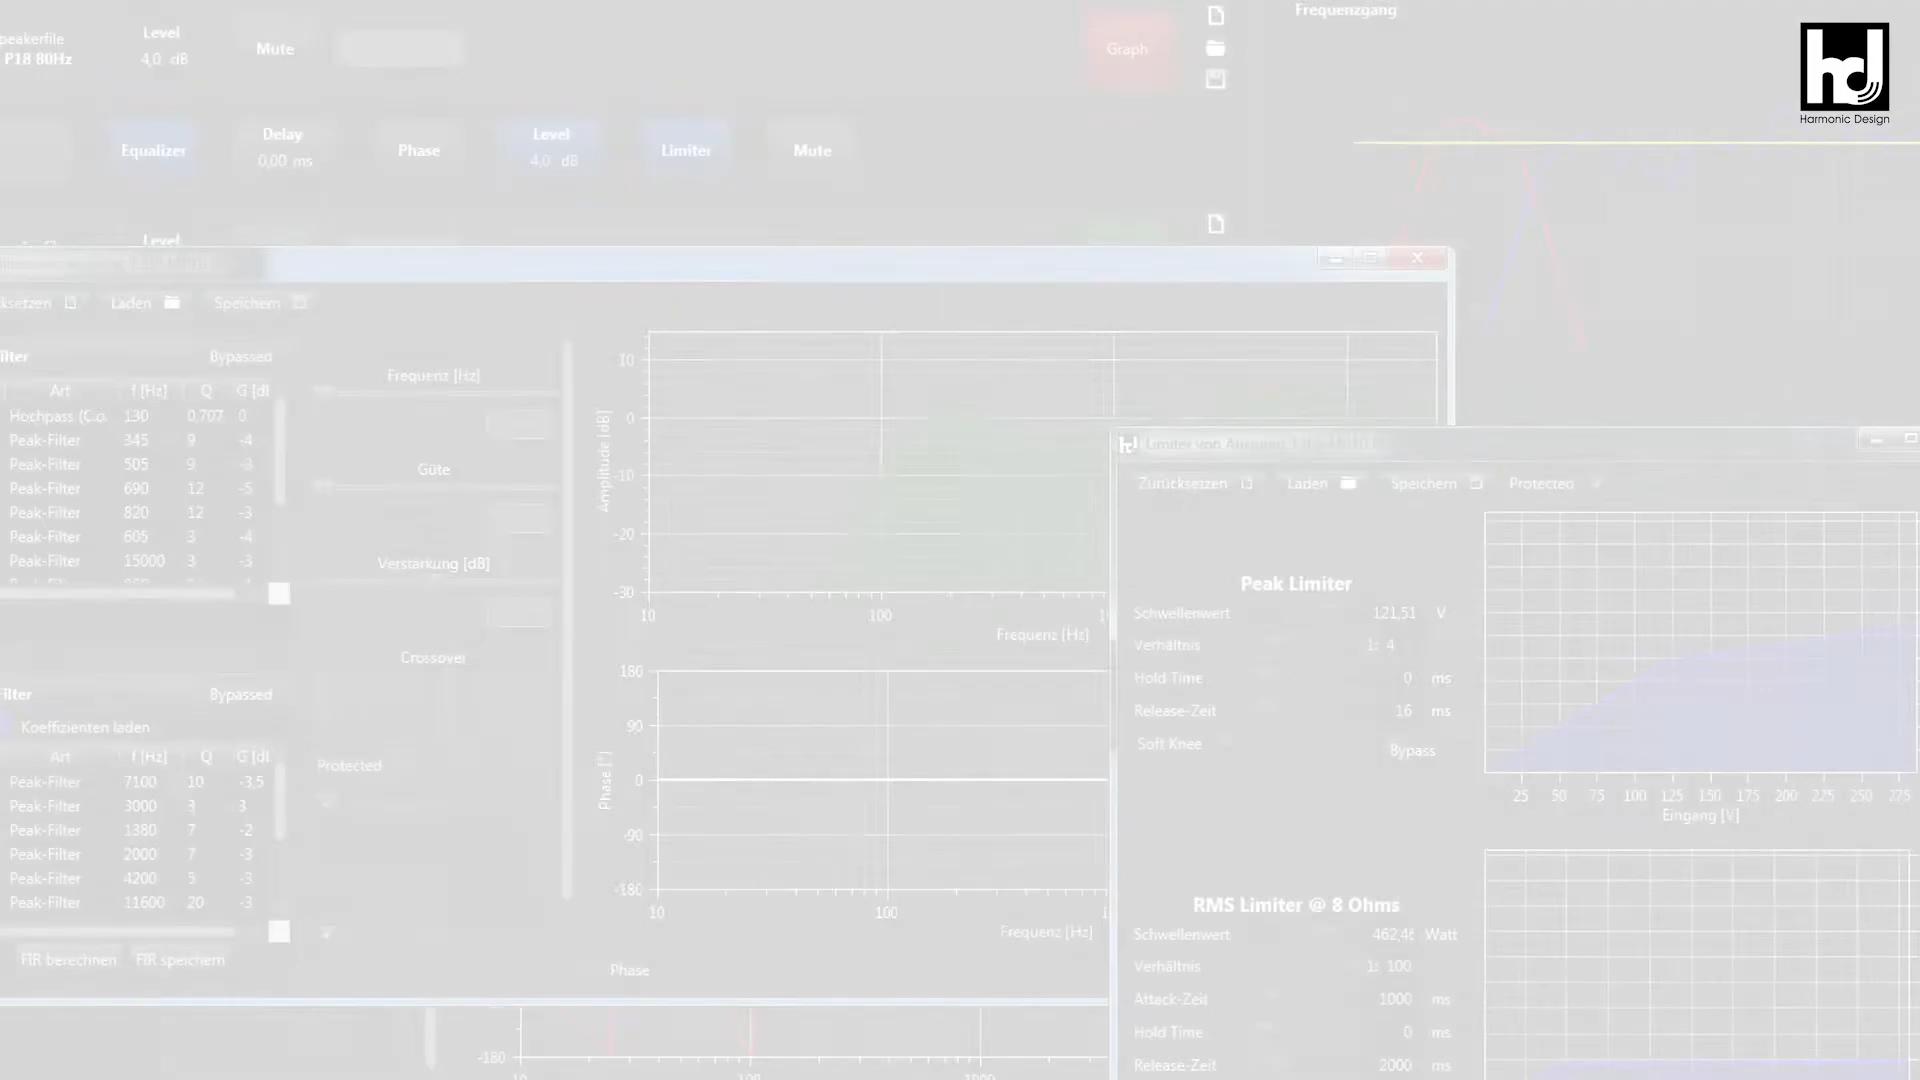 Frequenzgang
Level
P18 80Hz
4,0 dB
Mute
Graph
Harmonic Design
Equalizer
Delay
0,00 ms
Phase
Level
4,0 dB
Limiter
Mute
Level
Laden
Speichern
Bypassed
Art f [Hz] Q
130 0,707 0
Peak-Filter 345 9 -4
Peak-Filter 505 9 -3
Peak-Filter 690 12 -5
Peak-Filter 820 12 -3
Peak-Filter 605 3 -4
Peak-Filter 15000 3 -3
Bypassed
Koeffizienten laden
Art f [Hz] Q
Peak-Filter 7100 10 -3,5
Peak-Filter 3000 3 3
Peak-Filter 1380 7 -2
Peak-Filter 2000 7 -3
Peak-Filter 4200 5 -3
Peak-Filter 11600 20 -3
FIR berechnen FIR speichern
Frequenz [Hz]
Güte
Verstärkung [dB]
Crossover
Protected
Amplitude [dB]
10
0
-10
-20
-30
10 100
Frequenz [Hz]
Phase [°]
180
90
0
-90
-180
10 100
Frequenz [Hz]
Phase
-180
10 100 1000
Limiter von Ausgang
Zurücksetzen Laden Speichern Protected
Peak Limiter
Schwellenwert 121,51 V
Verhältnis 1: 4
Hold Time 0 ms
Release-Zeit 16 ms
Soft Knee Bypass
25 50 75 100 125 150 175 200 225 250 275
Eingang [V]
RMS Limiter @ 8 Ohms
Schwellenwert 462,46 Watt
Verhältnis 1: 100
Attack-Zeit 1000 ms
Hold Time 0 ms
Release-Zeit 2000 ms